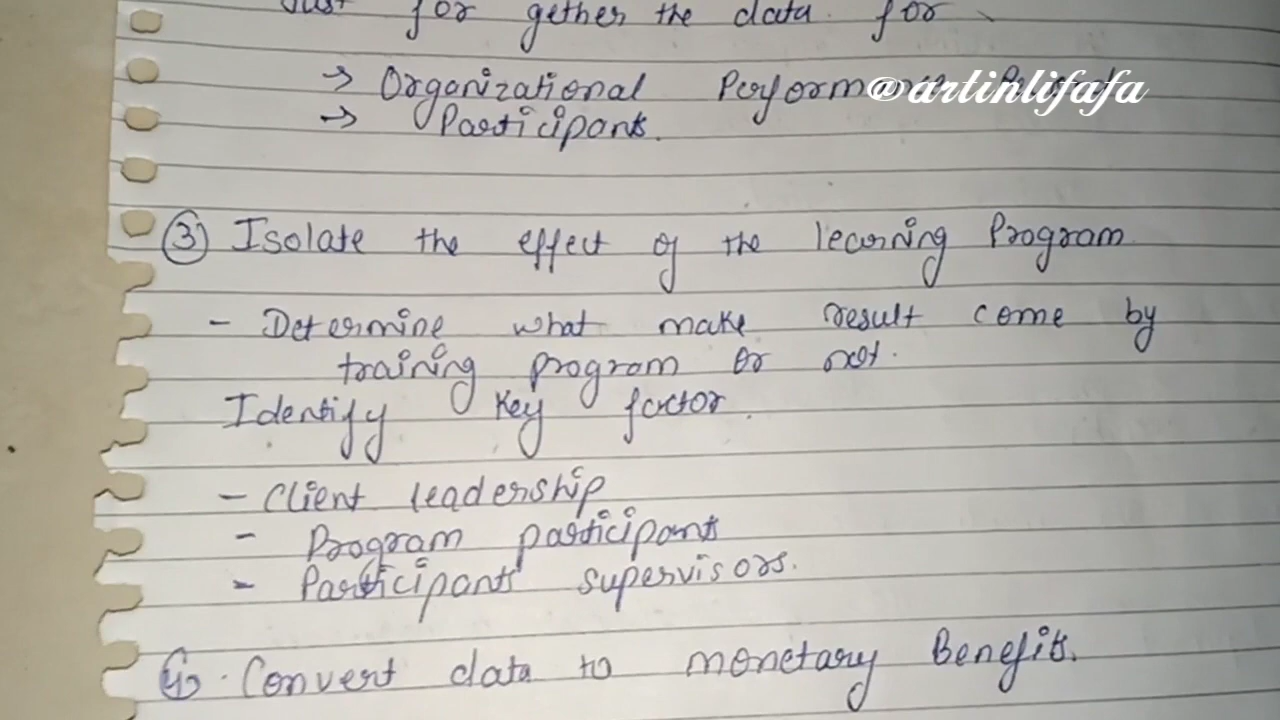 Just for gether the data for
→ Organizational Perform @artinlifafa
→ Participants.
③ Isolate the effect of the learning Program
- Determine what make result come by
training program or not.
Identify Key factor.
- Client leadership
- Program participants
- Participants' supervisors.
④. Convert data to monetary Benefits.